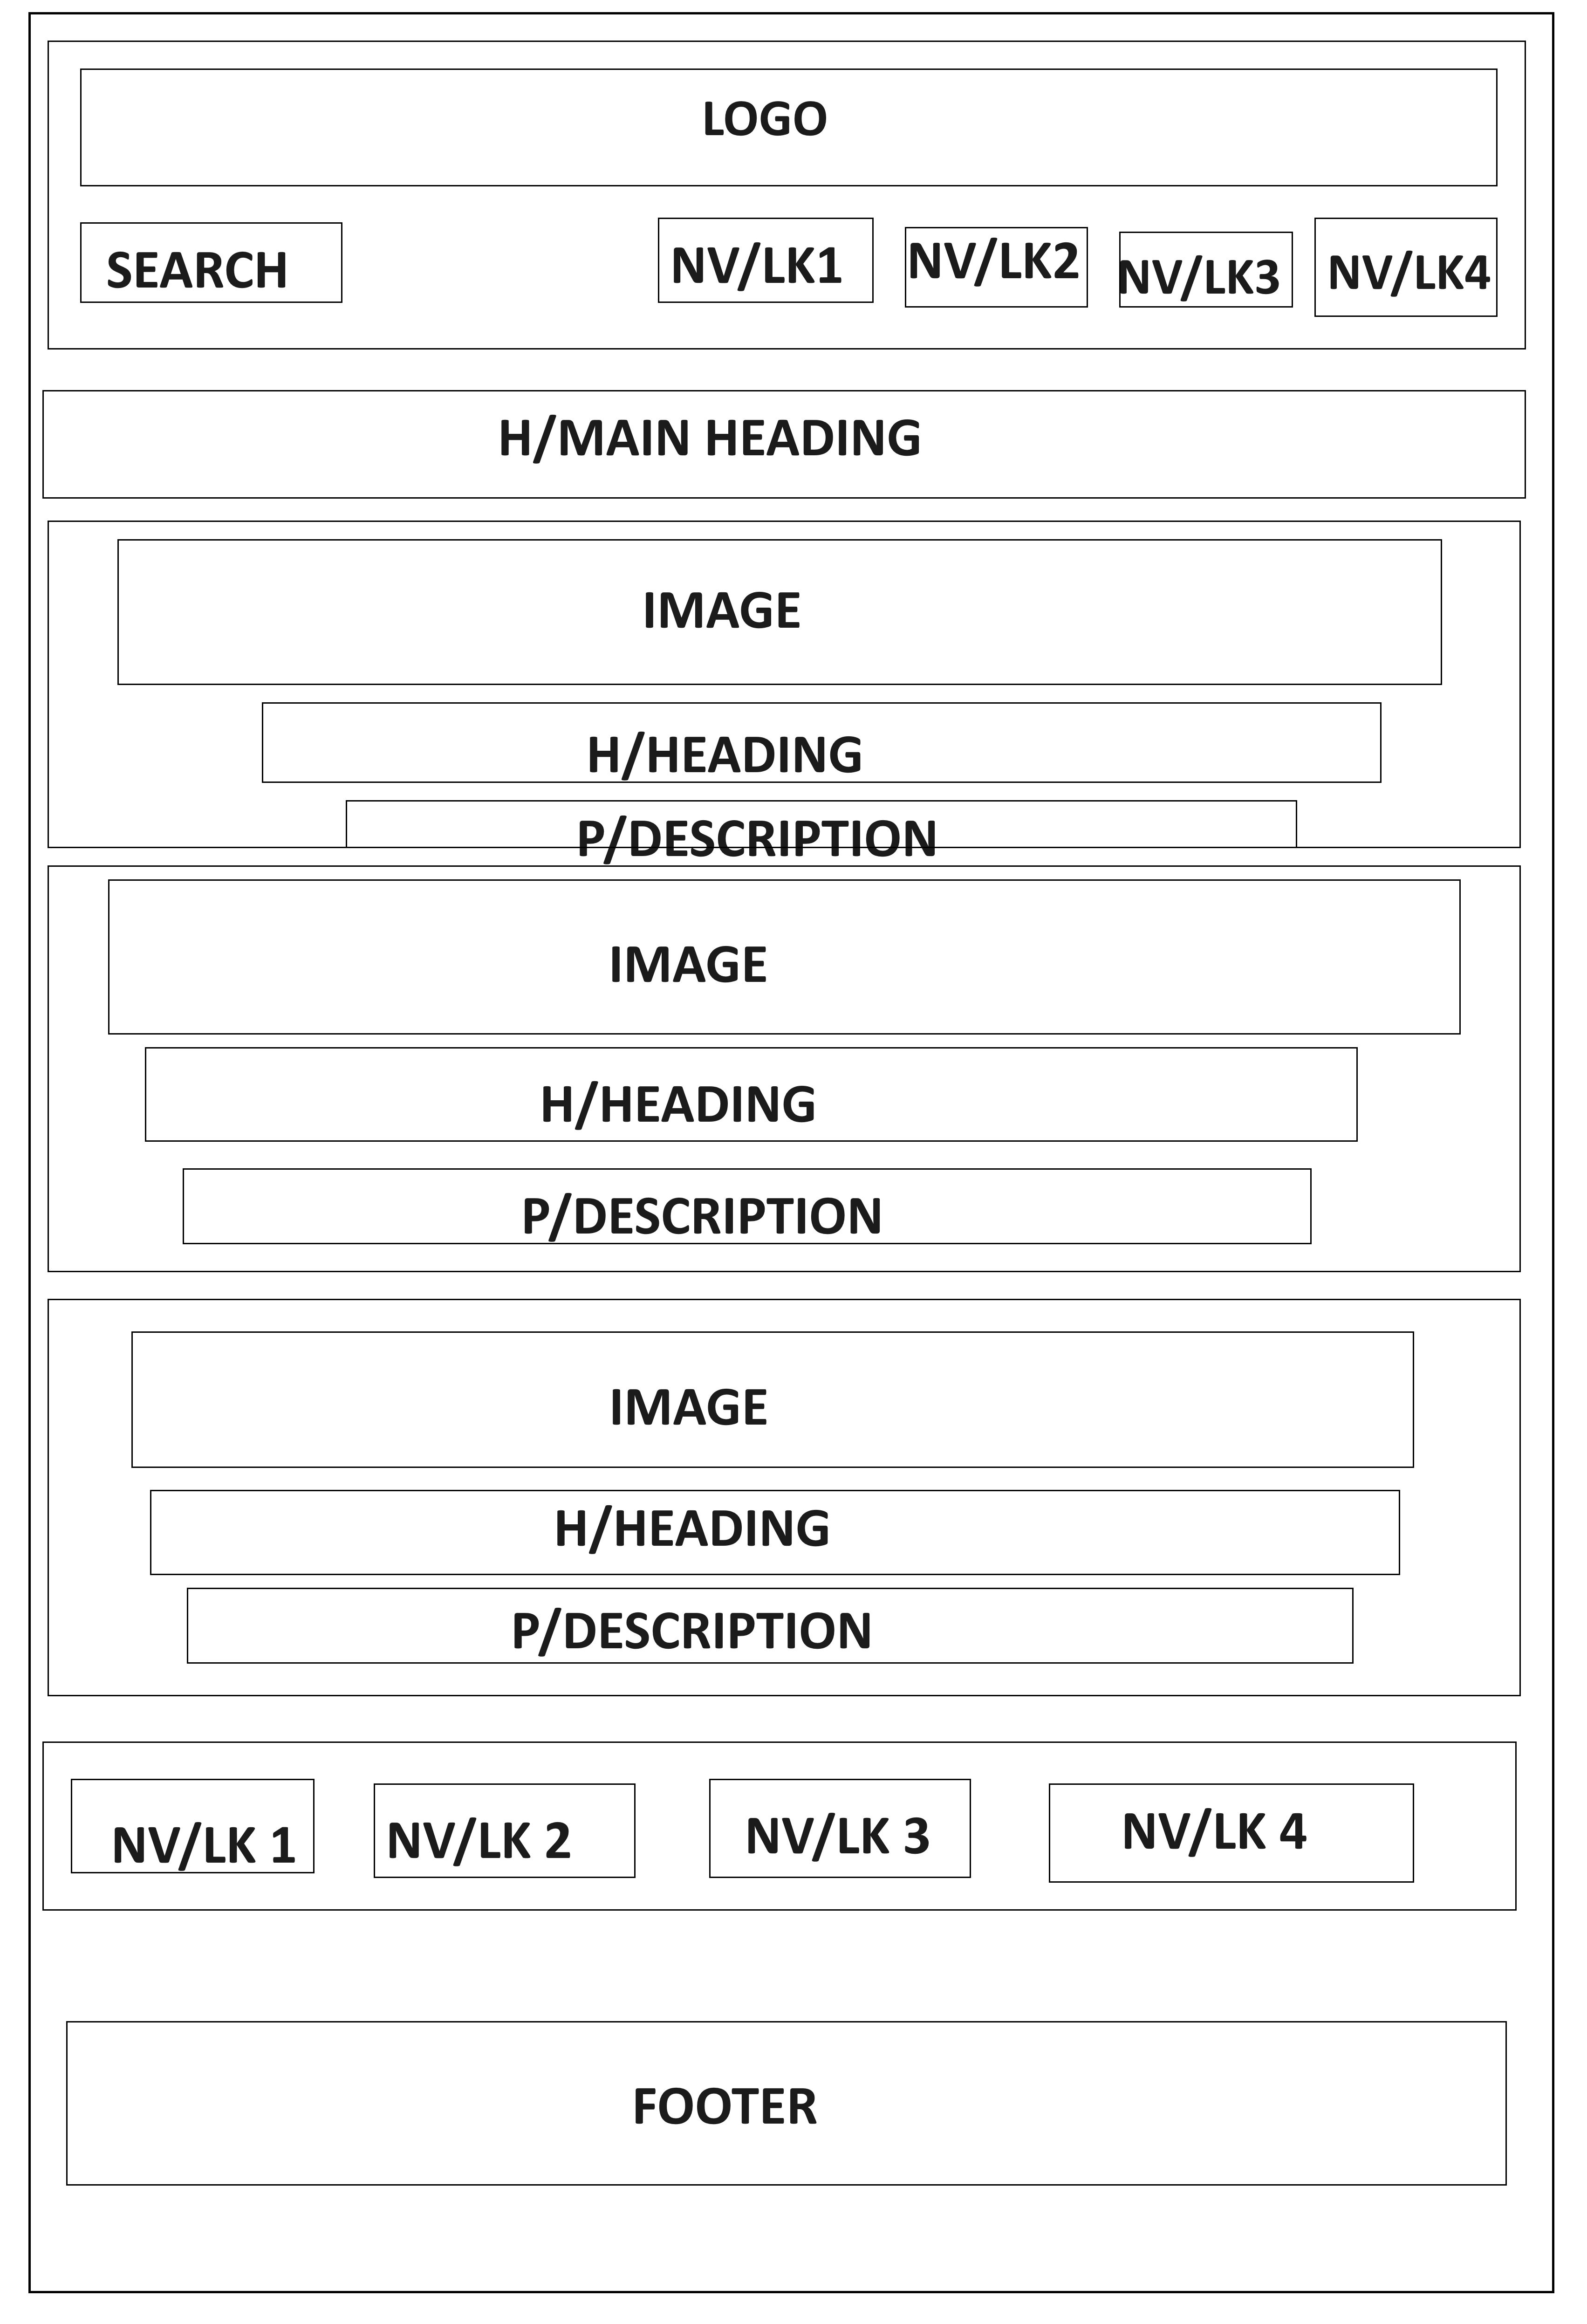 LOGO
SEARCH
NV/LK1
NV/LK2
NV/LK3
NV/LK4
H/MAIN HEADING
IMAGE
H/HEADING
P/DESCRIPTION
IMAGE
H/HEADING
P/DESCRIPTION
IMAGE
H/HEADING
P/DESCRIPTION
NV/LK 1
NV/LK 2
NV/LK 3
NV/LK 4
FOOTER